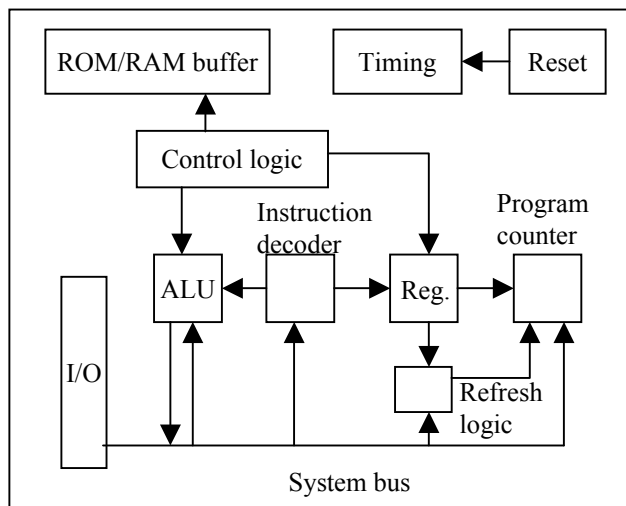 ROM/RAM buffer
Timing
Reset
Control logic
Instruction
decoder
Program
counter
ALU
Reg.
I/O
Refresh
logic
System bus